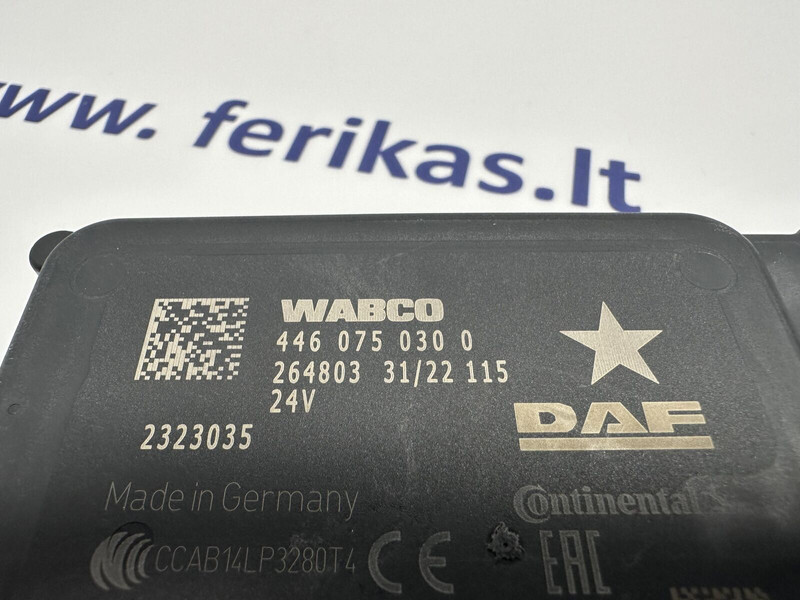 www. ferikas.lt
WABCO
446 075 030 0
264803 31/22 115
24V
DAF
2323035
Made in Germany
Continental
CCAB14LP3280T4
CE
EAC